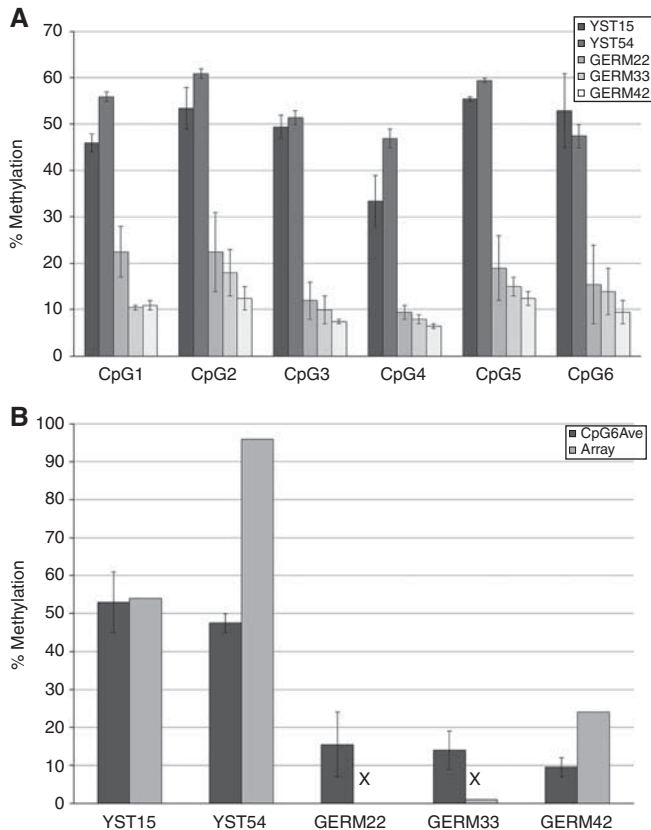 A
% Methylation
70
60
50
40
30
20
10
0
YST15
YST54
GERM22
GERM33
GERM42
CpG1 CpG2 CpG3 CpG4 CpG5 CpG6
B
% Methylation
100
90
80
70
60
50
40
30
20
10
0
CpG6Ave
Array
X X
YST15 YST54 GERM22 GERM33 GERM42